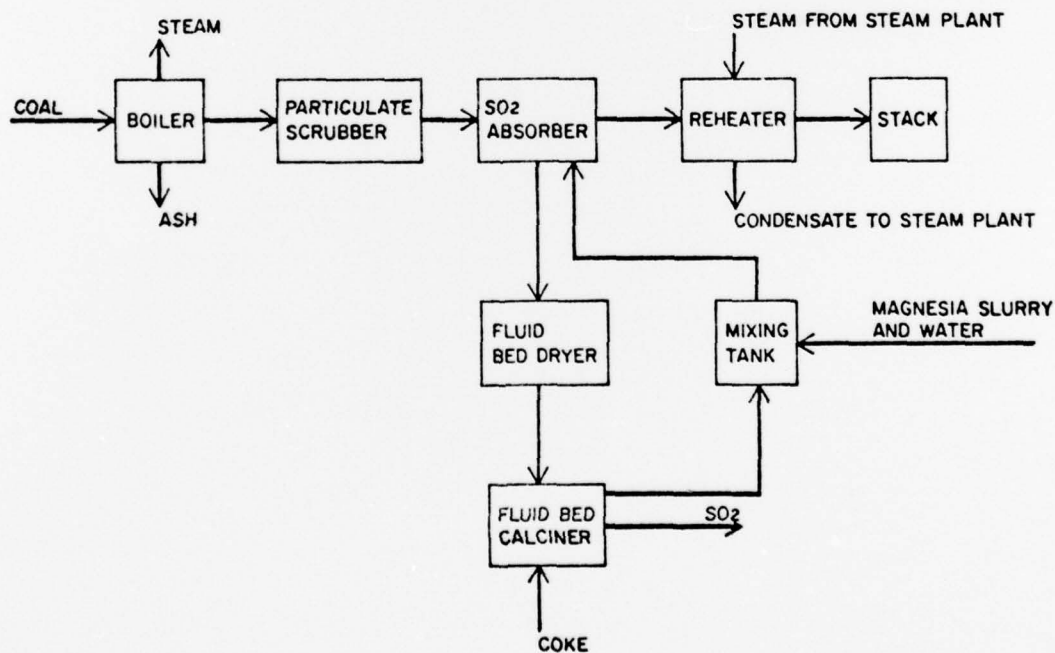 STEAM
STEAM FROM STEAM PLANT
COAL
BOILER
PARTICULATE
SCRUBBER
SO2
ABSORBER
REHEATER
STACK
ASH
CONDENSATE TO STEAM PLANT
FLUID
BED DRYER
MIXING
TANK
MAGNESIA SLURRY
AND WATER
FLUID BED
CALCINER
SO2
COKE